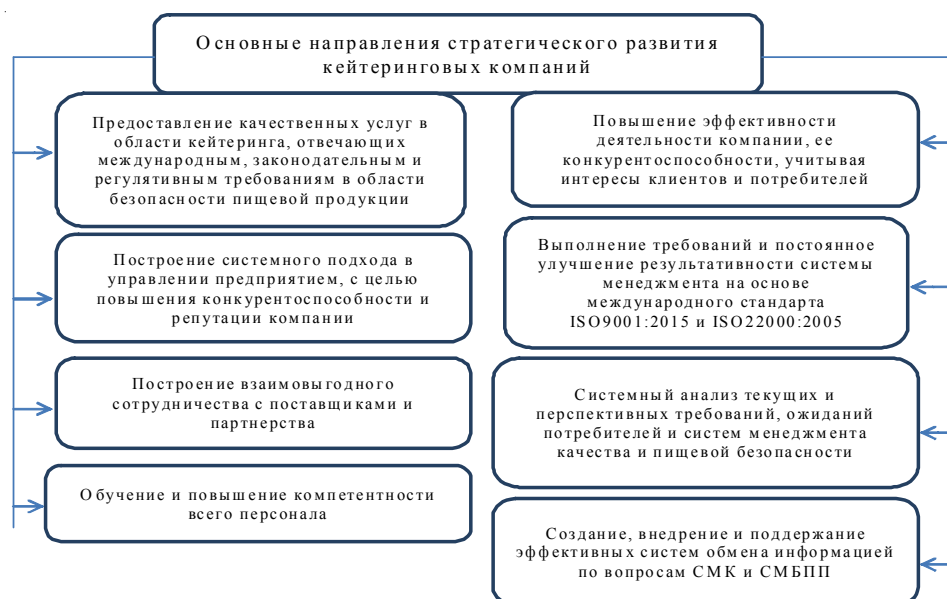 Основные направления стратегического развития
кейтеринговых компаний
Предоставление качественных услуг в
области кейтеринга, отвечающих
международным, законодательным и
регулятивным требованиям в области
безопасности пищевой продукции
Построение системного подхода в
управлении предприятием, с целью
повышения конкурентоспособности и
репутации компании
Построение взаимовыгодного
сотрудничества с поставщиками и
партнерства
Обучение и повышение компетентности
всего персонала
Повышение эффективности
деятельности компании, ее
конкурентоспособности, учитывая
интересы клиентов и потребителей
Выполнение требований и постоянное
улучшение результативности системы
менеджмента на основе
международного стандарта
ISO9001:2015 и ISO22000:2005
Системный анализ текущих и
перспективных требований, ожиданий
потребителей и систем менеджмента
качества и пищевой безопасности
Создание, внедрение и поддержание
эффективных систем обмена информацией
по вопросам СМК и СМБПП